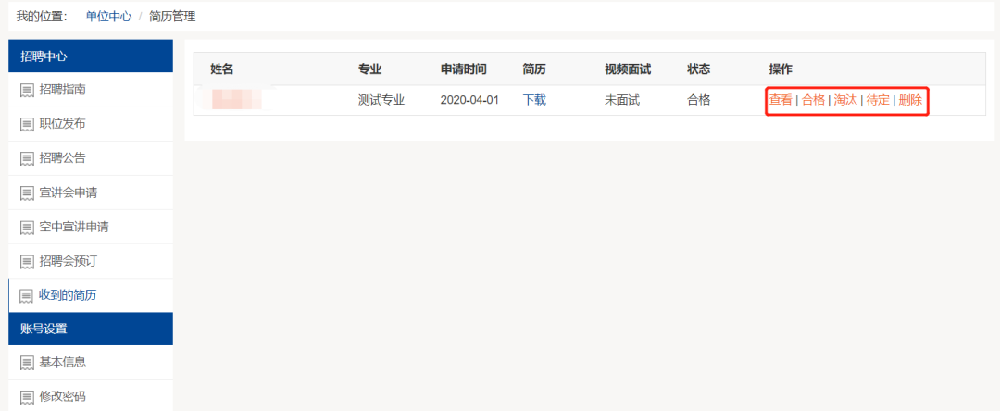 我的位置： 单位中心 / 简历管理
招聘中心
招聘指南
职位发布
招聘公告
宣讲会申请
空中宣讲申请
招聘会预订
收到的简历
账号设置
基本信息
修改密码
姓名 专业 申请时间 简历 视频面试 状态 操作
测试专业 2020-04-01 下载 未面试 合格 查看 | 合格 | 淘汰 | 待定 | 删除